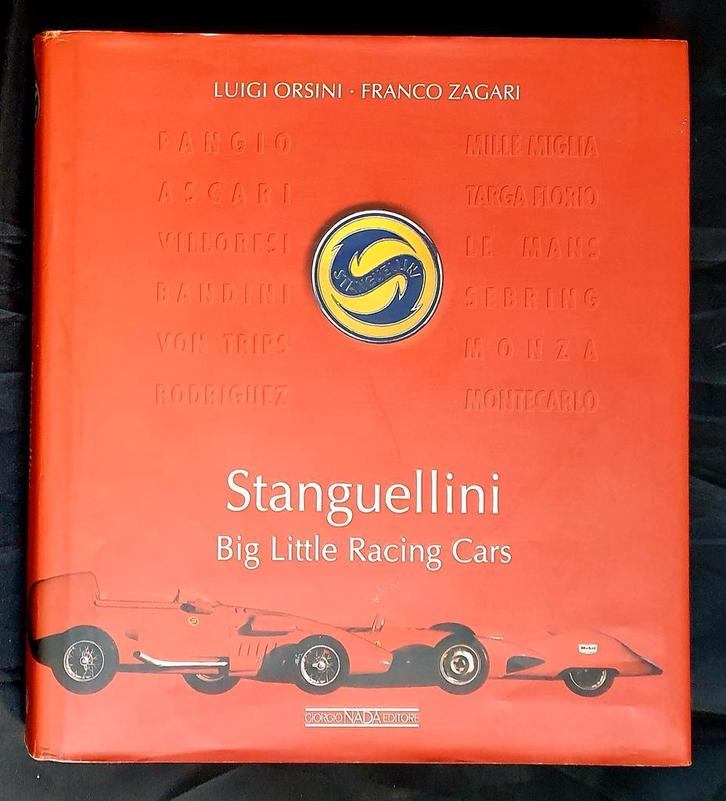 LUIGI ORSINI · FRANCO ZAGARI
FANGIO
ASCARI
VILLORESI
BANDINI
VON TRIPS
RODRIGUEZ
MILLE MIGLIA
TARGA FLORIO
LE MANS
SEBRING
MONZA
MONTECARLO
STANGUELLINI
Stanguellini
Big Little Racing Cars
GIORGIO NADA EDITORE